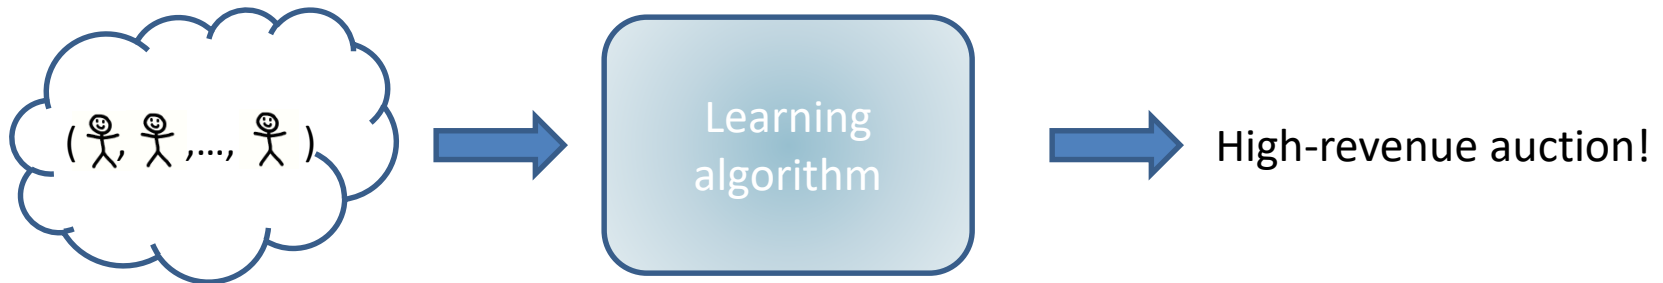 ( , ,..., )
Learning
algorithm
High-revenue auction!